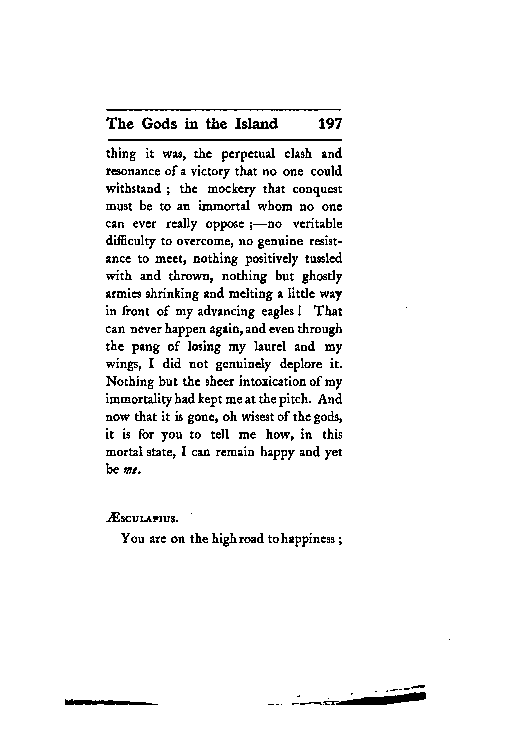 The Gods in the Island 197
thing it was, the perpetual clash and
resonance of a victory that no one could
withstand ; the mockery that conquest
must be to an immortal whom no one
can ever really oppose ;—no veritable
difficulty to overcome, no genuine resist-
ance to meet, nothing positively tussled
with and thrown, nothing but ghostly
armies shrinking and melting a little way
in front of my advancing eagles ! That
can never happen again, and even through
the pang of losing my laurel and my
wings, I did not genuinely deplore it.
Nothing but the sheer intoxication of my
immortality had kept me at the pitch. And
now that it is gone, oh wisest of the gods,
it is for you to tell me how, in this
mortal state, I can remain happy and yet
be me.
ÆSCULAPIUS.
You are on the high road to happiness ;